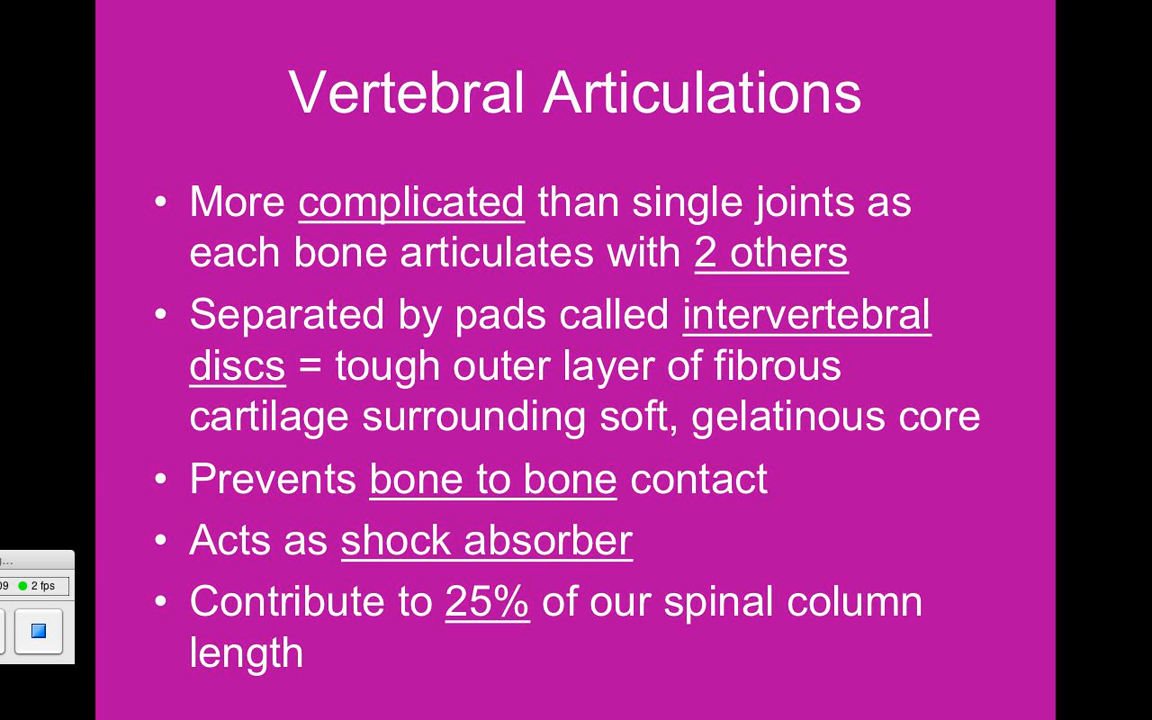 Vertebral Articulations
• More complicated than single joints as
each bone articulates with 2 others
• Separated by pads called intervertebral
discs = tough outer layer of fibrous
cartilage surrounding soft, gelatinous core
• Prevents bone to bone contact
• Acts as shock absorber
• Contribute to 25% of our spinal column
length
09 2 fps